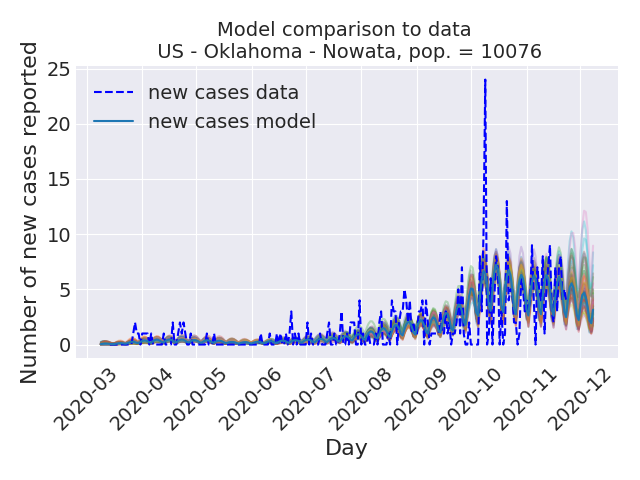 Model comparison to data
US - Oklahoma - Nowata, pop. = 10076
Number of new cases reported
25
20
15
10
5
0
new cases data
new cases model
2020-03
2020-04
2020-05
2020-06
2020-07
2020-08
2020-09
2020-10
2020-11
2020-12
Day